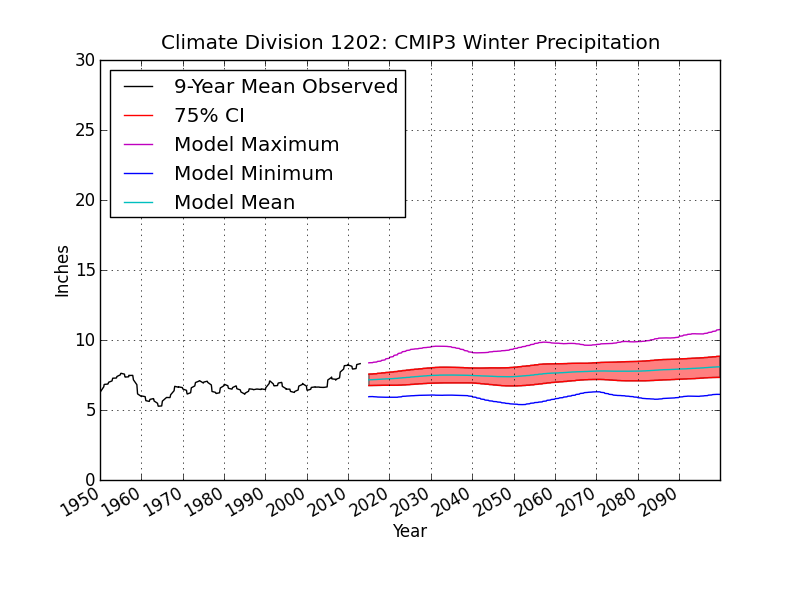 Climate Division 1202: CMIP3 Winter Precipitation
30
25
20
15
10
5
0
Inches
9-Year Mean Observed
75% CI
Model Maximum
Model Minimum
Model Mean
1950 1960 1970 1980 1990 2000 2010 2020 2030 2040 2050 2060 2070 2080 2090
Year